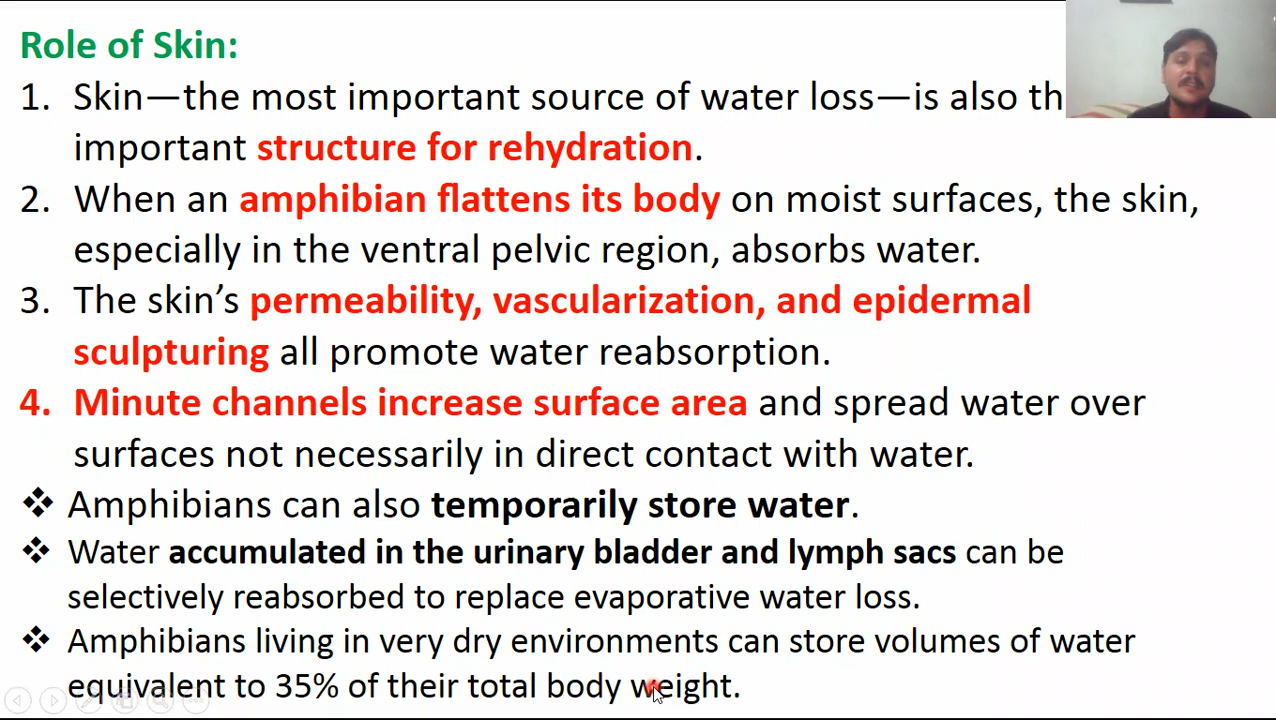 Role of Skin:
1. Skin—the most important source of water loss—is also th
important structure for rehydration.
2. When an amphibian flattens its body on moist surfaces, the skin,
especially in the ventral pelvic region, absorbs water.
3. The skin’s permeability, vascularization, and epidermal
sculpturing all promote water reabsorption.
4. Minute channels increase surface area and spread water over
surfaces not necessarily in direct contact with water.
❖ Amphibians can also temporarily store water.
❖ Water accumulated in the urinary bladder and lymph sacs can be
selectively reabsorbed to replace evaporative water loss.
❖ Amphibians living in very dry environments can store volumes of water
equivalent to 35% of their total body weight.